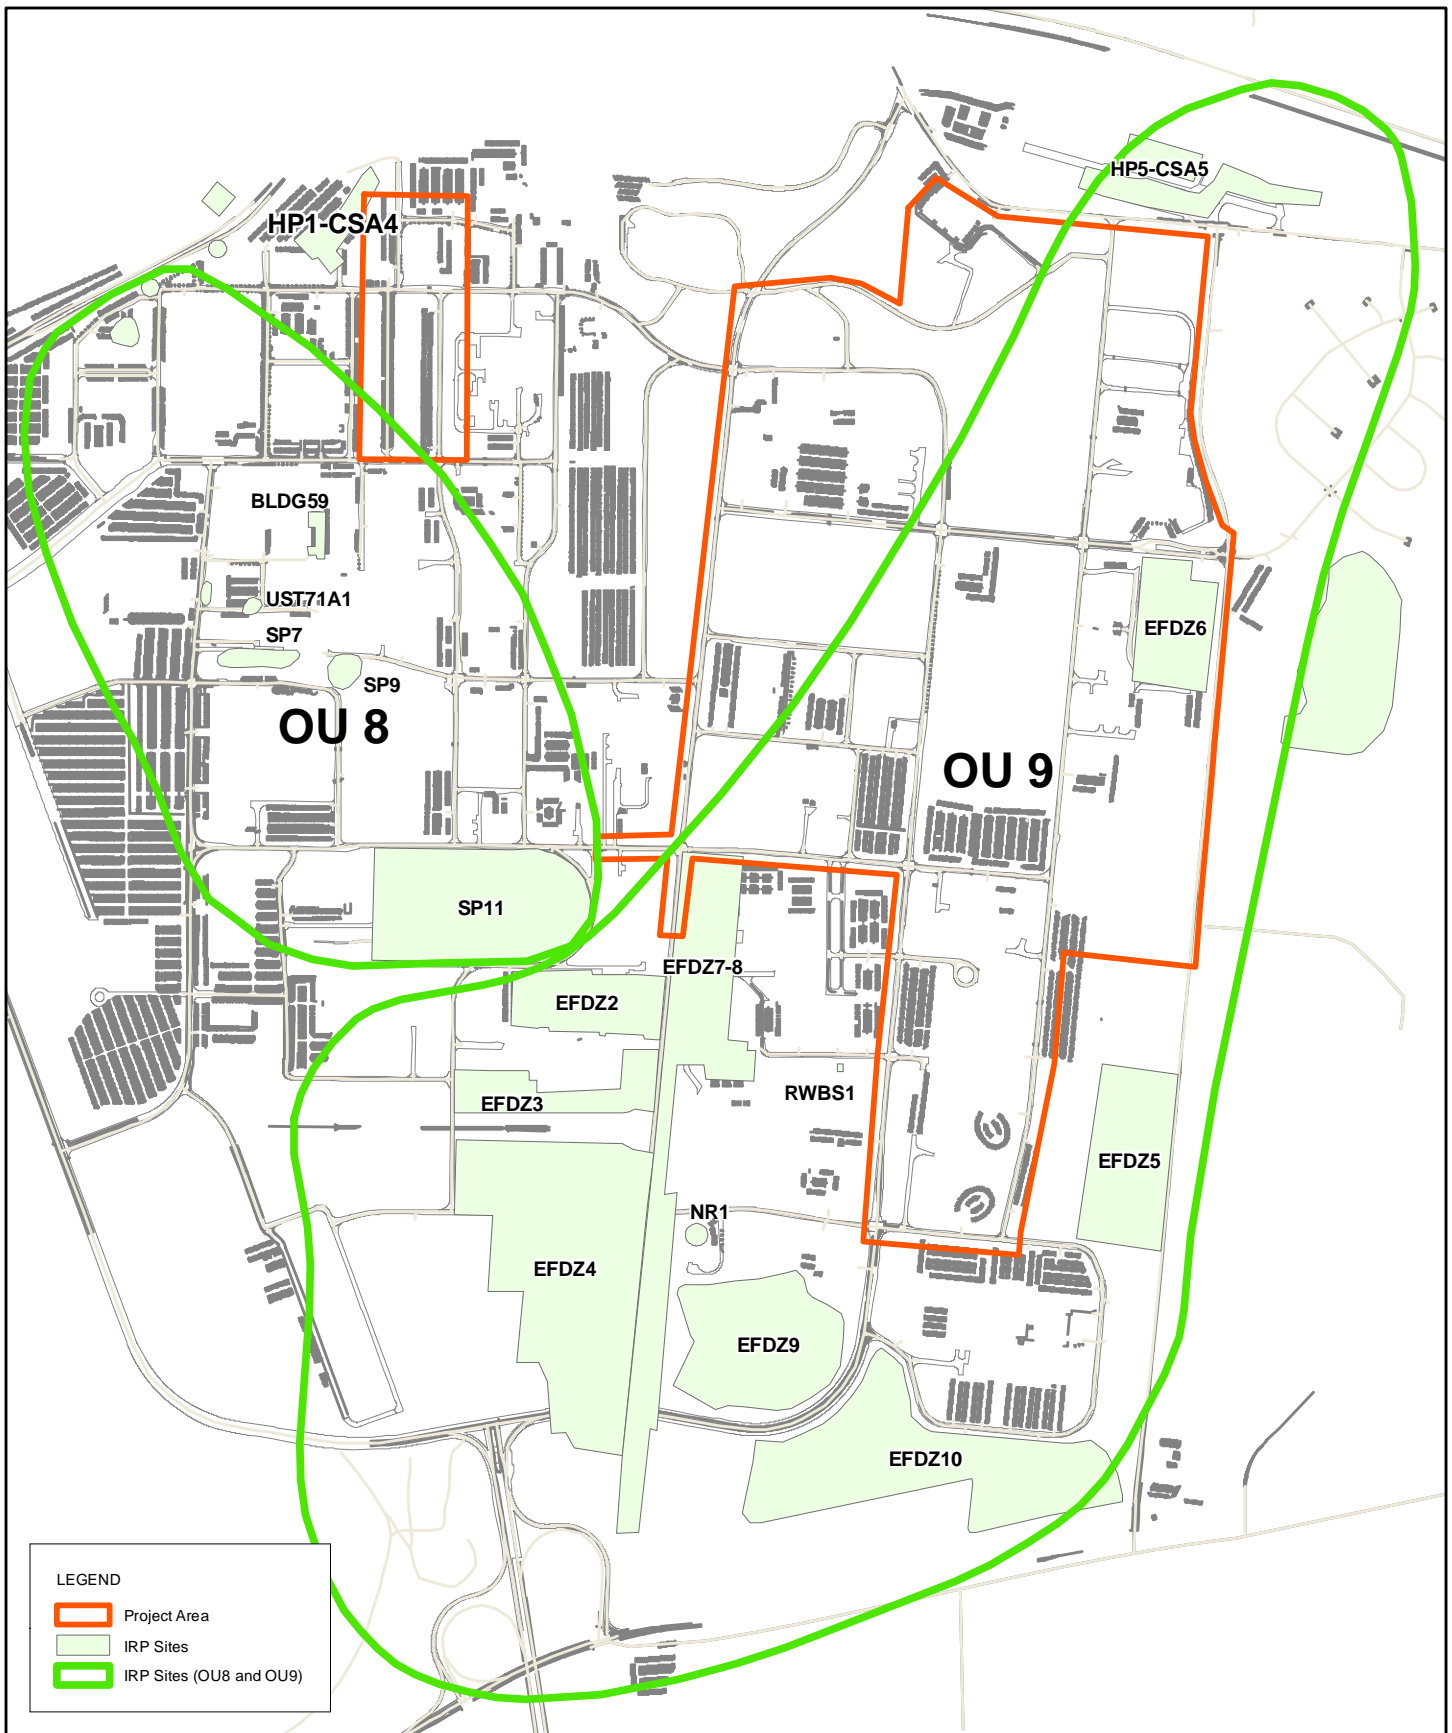 HP5-CSA5
HP1-CSA4
BLDG59
UST71A1
EFDZ6
SP7
SP9
OU 8
OU 9
SP11
EFDZ7-8
EFDZ2
RWBS1
EFDZ3
EFDZ5
NR1
EFDZ4
EFDZ9
EFDZ10
LEGEND
Project Area
IRP Sites
IRP Sites (OU8 and OU9)